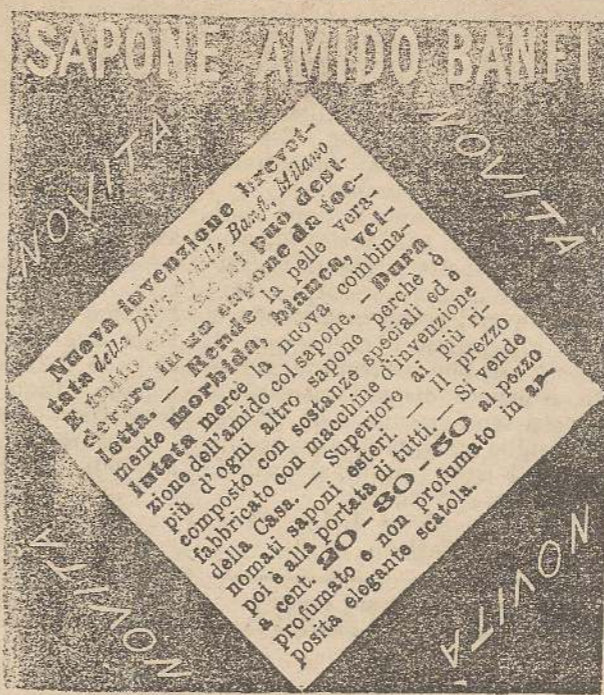 SAPONE AMIDO BANFI
NOVITÀ
NOVITÀ
Nuova invenzione brevet-
tata della Ditta Achille Banfi, Milano
È tutto ciò che si può desi-
derare in un sapone da toe-
letta. — Rende la pelle vera-
mente morbida, bianca, vel-
lutata mercè la nuova combina-
zione dell'amido col sapone. — Dura
più d'ogni altro sapone perchè è
composto con sostanze speciali ed è
fabbricato con macchine d'invenzione
della Casa. — Superiore ai più ri-
nomati saponi esteri. — Il prezzo
poi è alla portata di tutti. — Si vende
a cent. 20 - 30 - 50 al pezzo
profumato e non profumato in ap-
posita elegante scatola.
NOVITÀ
NOVITÀ